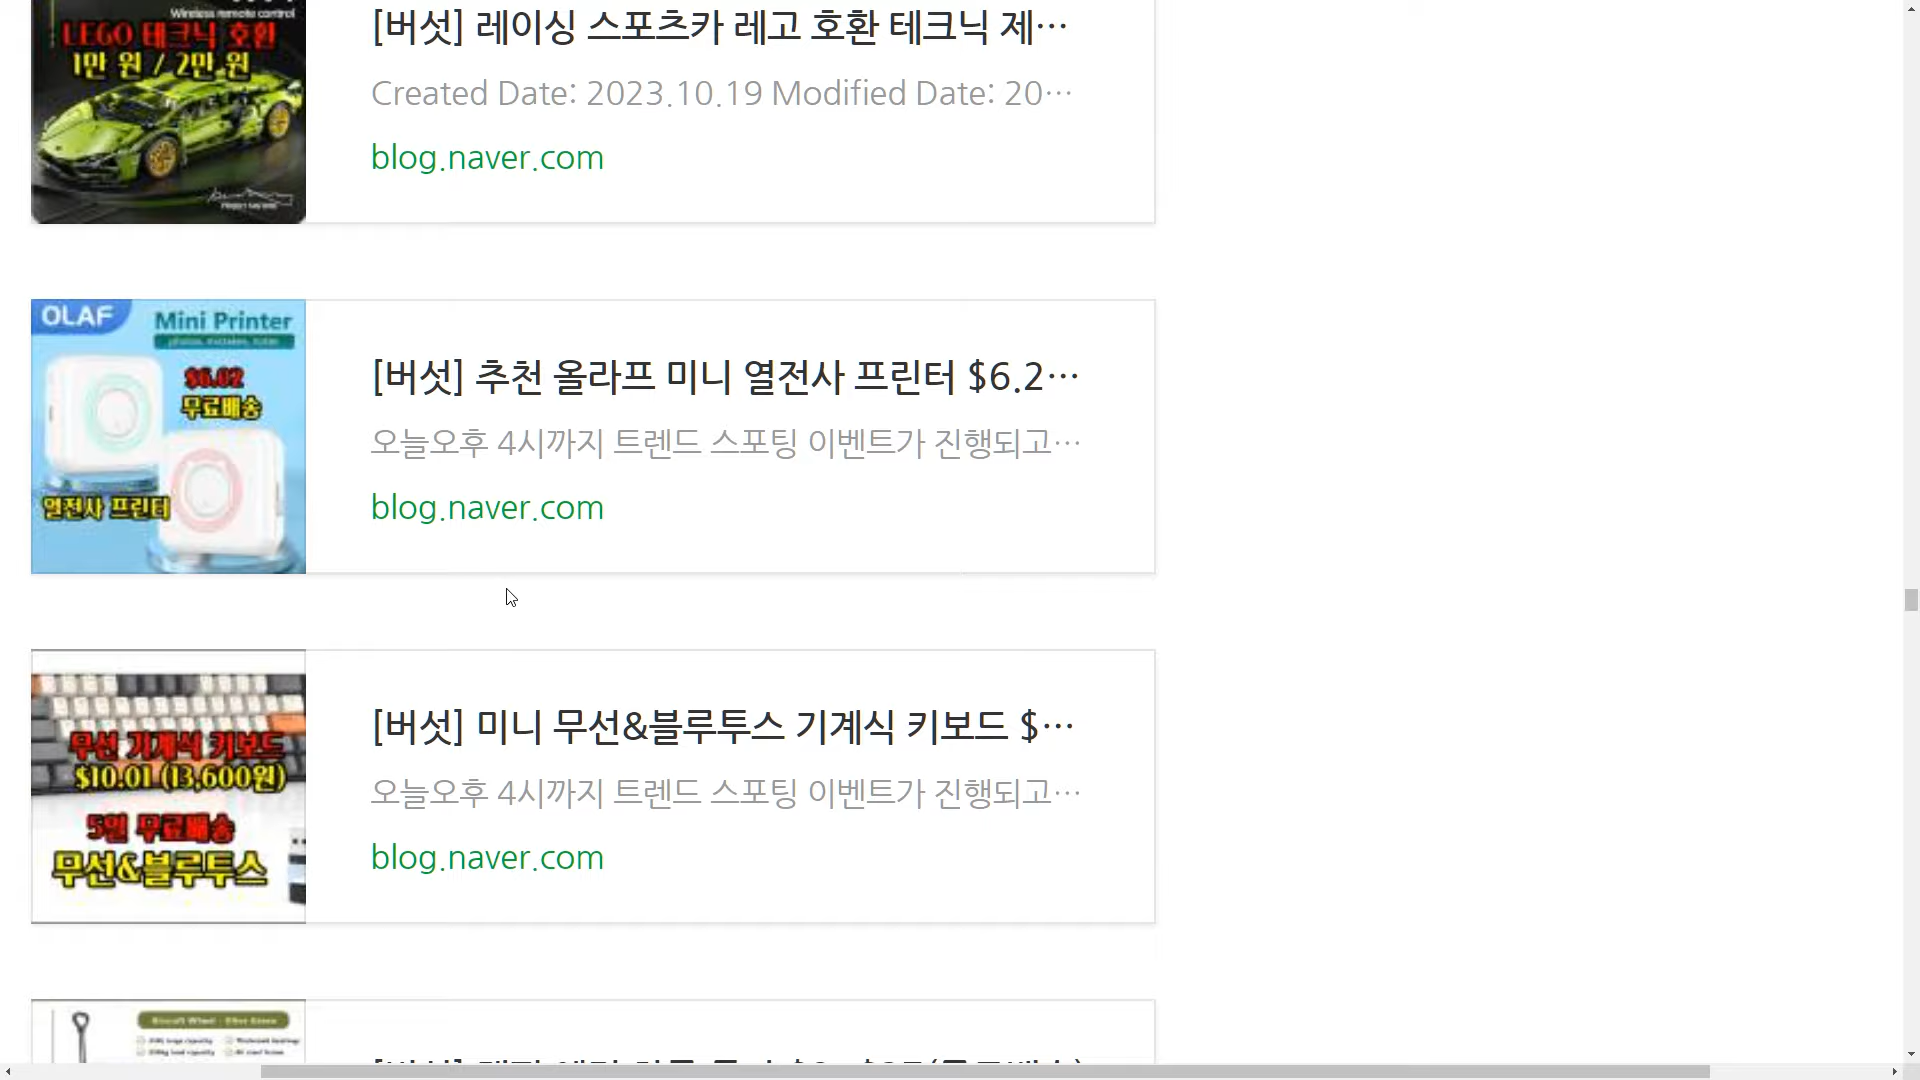 Wireless remote control
LEGO 테크닉 호환
1만 원 / 2만 원
[버섯] 레이싱 스포츠카 레고 호환 테크닉 제…
Created Date: 2023.10.19 Modified Date: 20…
blog.naver.com
OLAF
Mini Printer
$6.02
무료배송
열전사 프린터
[버섯] 추천 올라프 미니 열전사 프린터 $6.2…
오늘오후 4시까지 트렌드 스포팅 이벤트가 진행되고…
blog.naver.com
무선 기계식 키보드
$10.01 (13,600원)
5일 무료배송
무선&블루투스
[버섯] 미니 무선&블루투스 기계식 키보드 $…
오늘오후 4시까지 트렌드 스포팅 이벤트가 진행되고…
blog.naver.com